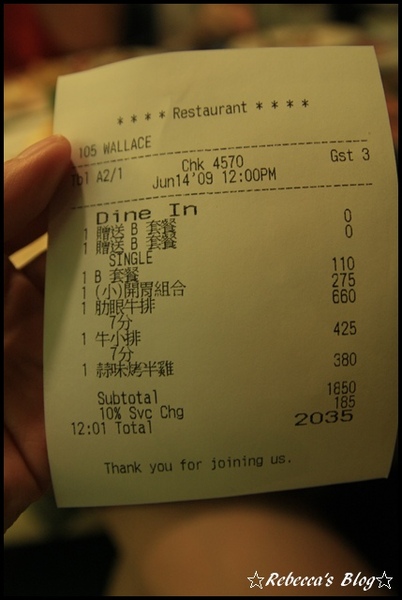 * * * * Restaurant * * * *
105 WALLACE
Chk 4570 Gst 3
Tbl A2/1 Jun14'09 12:00PM
Dine In
1 贈送 B 套餐 0
1 贈送 B 套餐 0
SINGLE
1 B 套餐 110
1 (小)開胃組合 275
1 肋眼牛排 660
7分
1 牛小排 425
7分
1 蒜味烤半雞 380
Subtotal 1850
10% Svc Chg 185
12:01 Total 2035
Thank you for joining us.
☆Rebecca's Blog☆